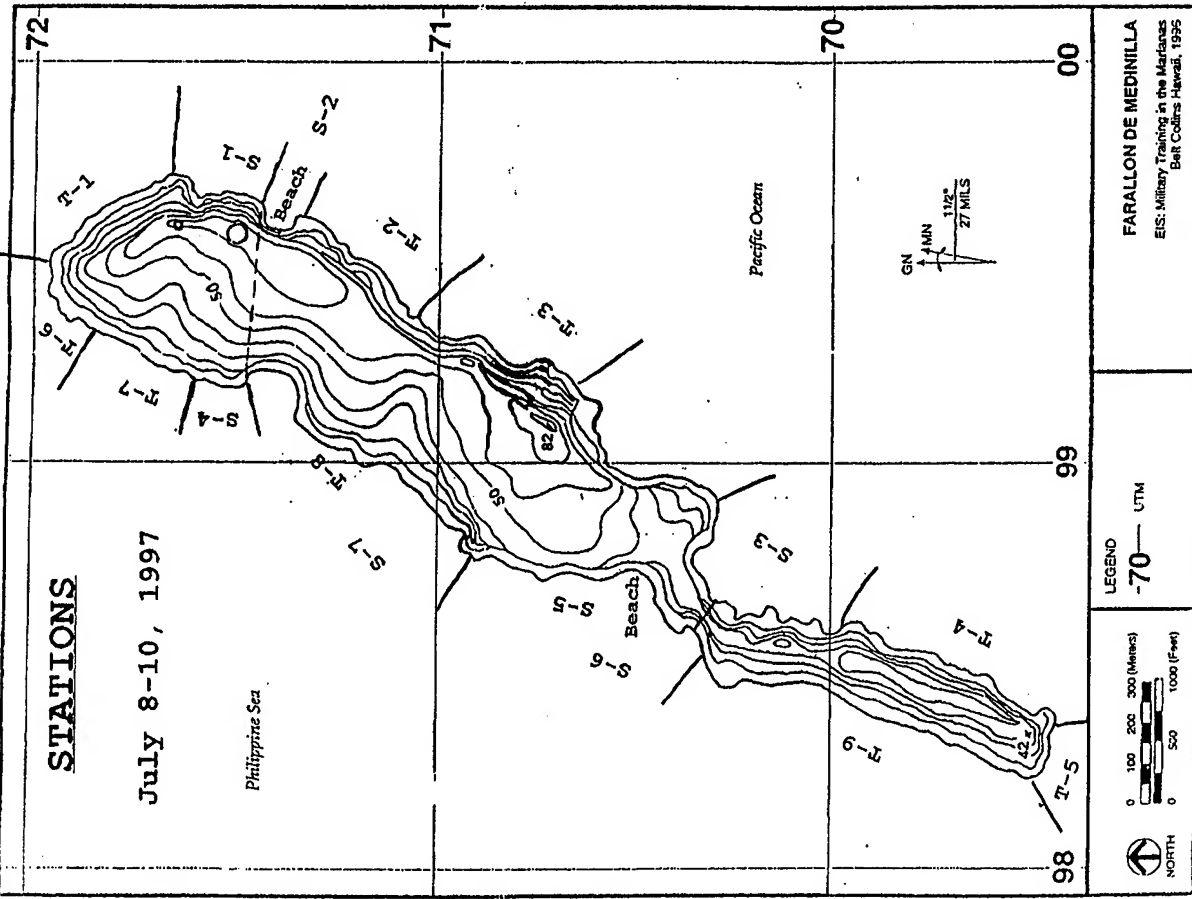 STATIONS
July 8-10, 1997
Philippine Sea
72
71
70
00
99
98
T-1
S-1
S-2
Beach
T-2
T-3
T-6
T-7
S-4
T-8
S-7
S-5
Beach
S-6
S-3
T-4
T-9
T-5
50
50
82
42 x
Pacific Ocean
GN
MN
1 1/2°
27 MILS
NORTH
0 100 200 300 (Meters)
0 500 1000 (Feet)
LEGEND
-70— UTM
FARALLON DE MEDINILLA
EIS: Military Training in the Marianas
Belt Collins Hawaii, 1996